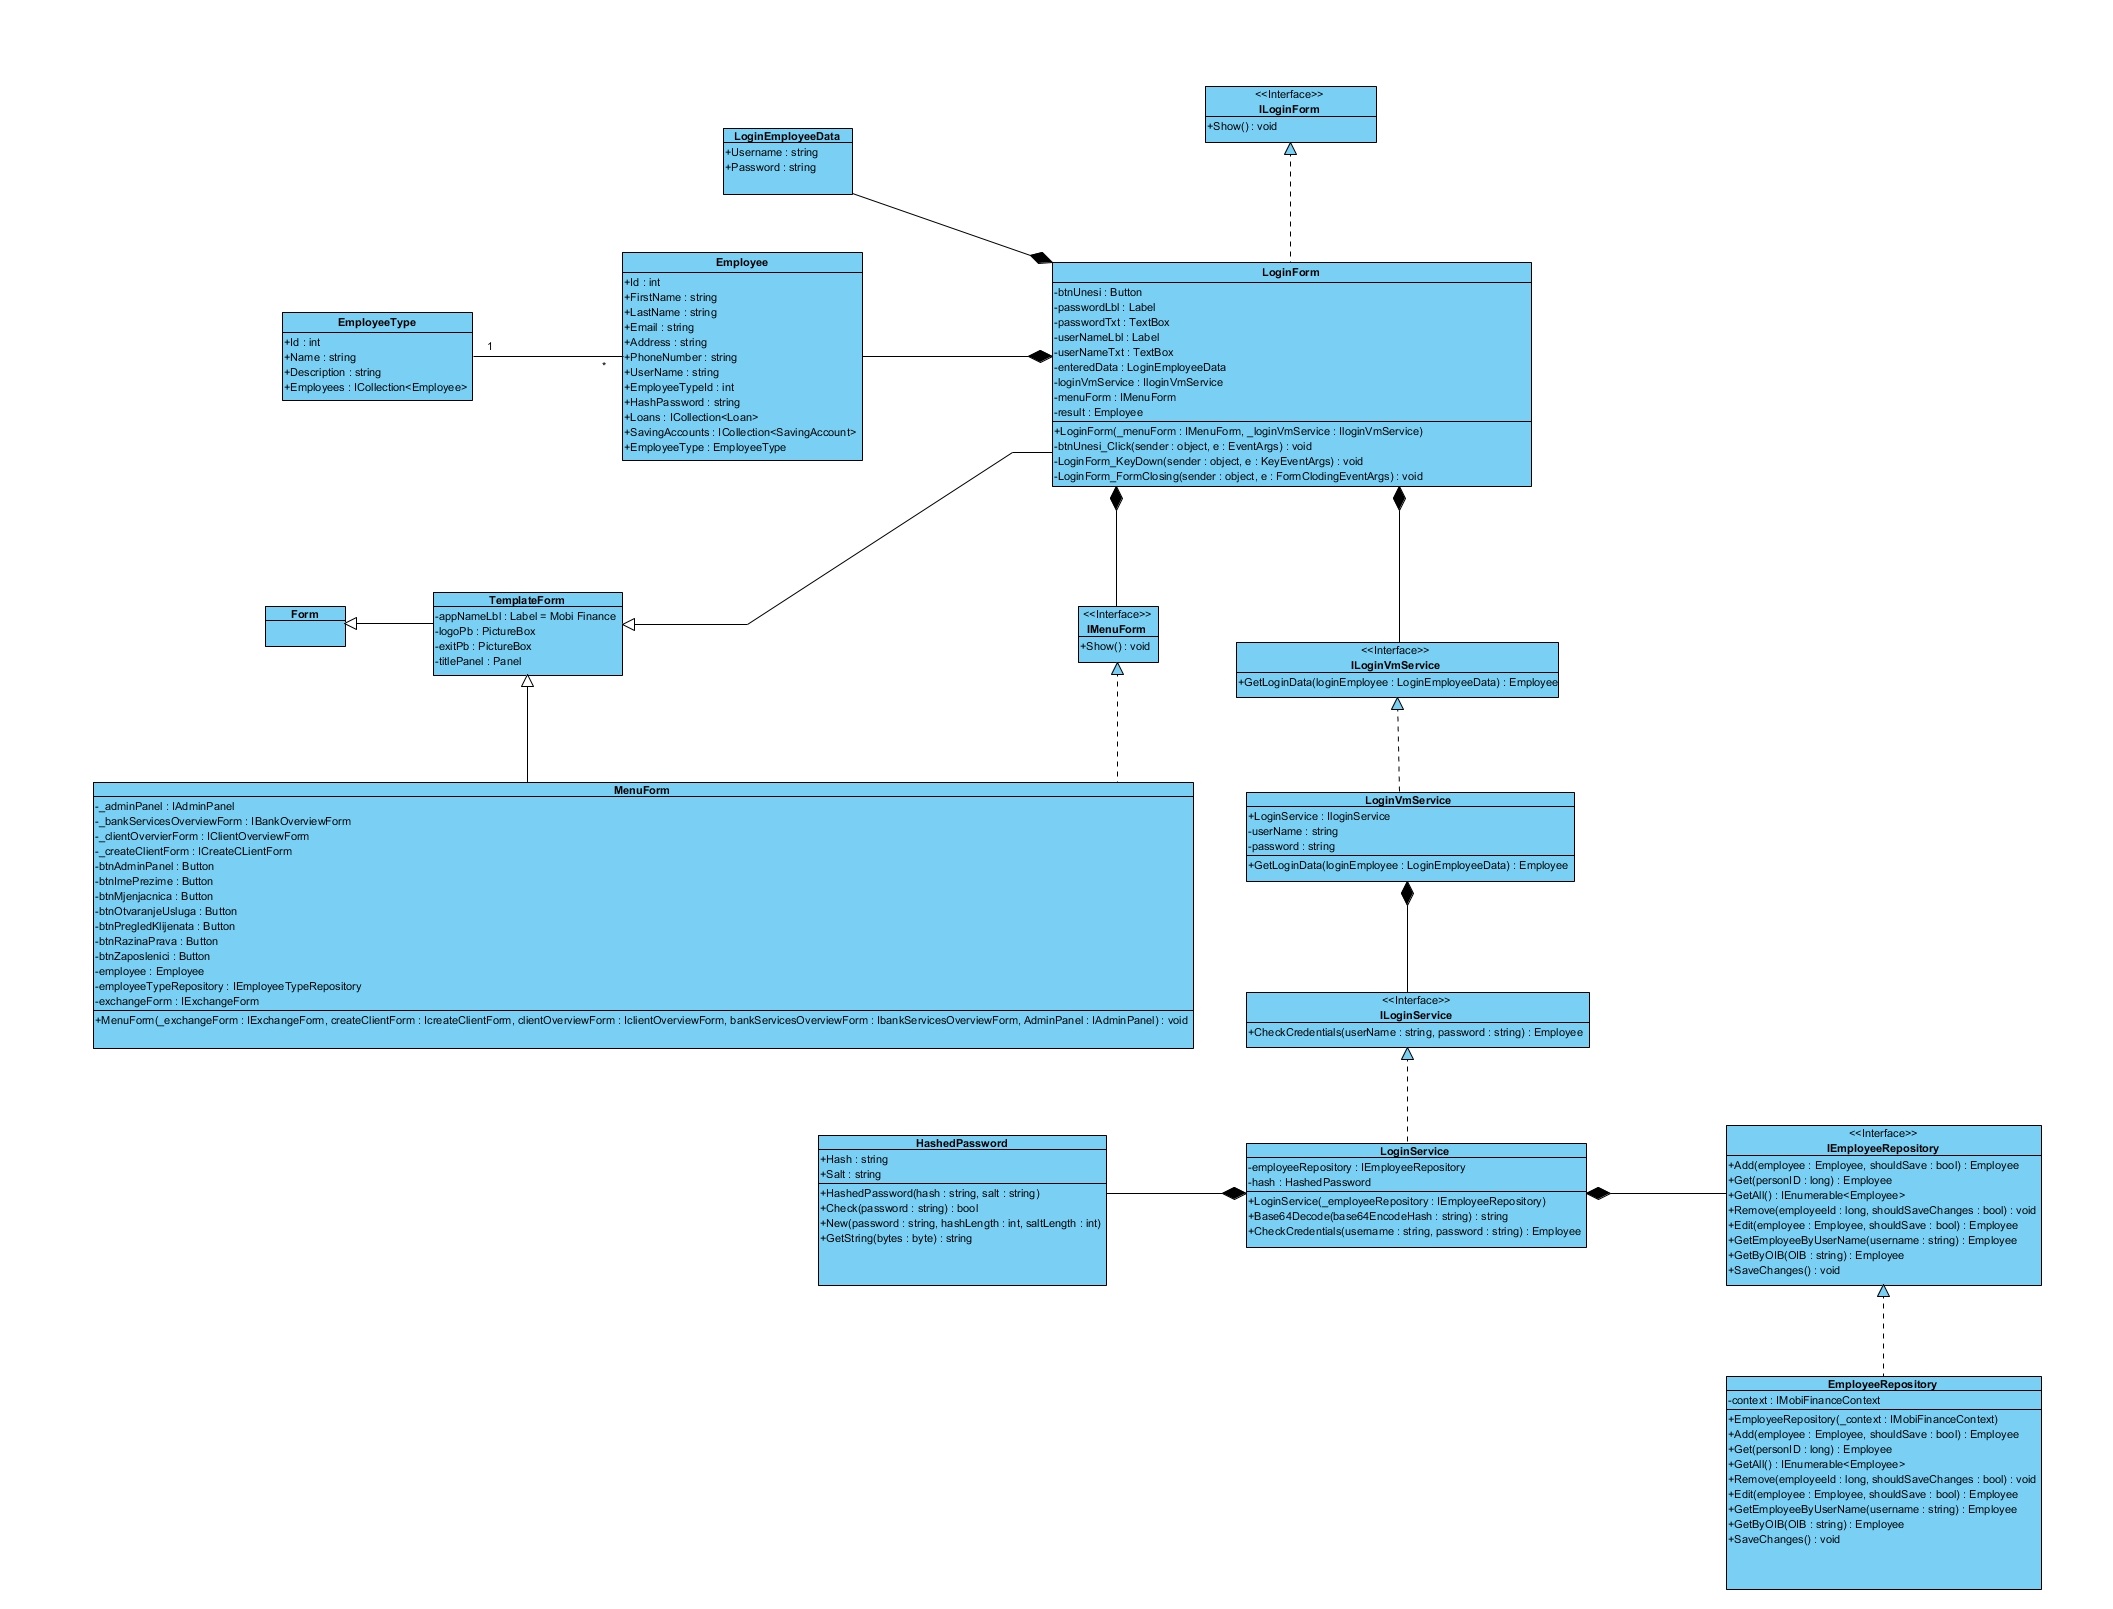 <<Interface>>
ILoginForm
+Show() : void
LoginEmployeeData
+Username : string
+Password : string
Employee
+Id : int
+FirstName : string
+LastName : string
+Email : string
+Address : string
+PhoneNumber : string
+UserName : string
+EmployeeTypeId : int
+HashPassword : string
+Loans : ICollection<Loan>
+SavingAccounts : ICollection<SavingAccount>
+EmployeeType : EmployeeType
LoginForm
-btnUnesi : Button
-passwordLbl : Label
-passwordTxt : TextBox
-userNameLbl : Label
-userNameTxt : TextBox
-enteredData : LoginEmployeeData
-loginVmService : IloginVmService
-menuForm : IMenuForm
-result : Employee
+LoginForm(_menuForm : IMenuForm, _loginVmService : IloginVmService)
-btnUnesi_Click(sender : object, e : EventArgs) : void
-LoginForm_KeyDown(sender : object, e : KeyEventArgs) : void
-LoginForm_FormClosing(sender : object, e : FormClodingEventArgs) : void
EmployeeType
+Id : int
+Name : string
+Description : string
+Employees : ICollection<Employee>
1
*
Form
TemplateForm
-appNameLbl : Label = Mobi Finance
-logoPb : PictureBox
-exitPb : PictureBox
-titlePanel : Panel
<<Interface>>
IMenuForm
+Show() : void
<<Interface>>
ILoginVmService
+GetLoginData(loginEmployee : LoginEmployeeData) : Employee
MenuForm
-_adminPanel : IAdminPanel
-_bankServicesOverviewForm : IBankOverviewForm
-_clientOvervierForm : IClientOverviewForm
-_createClientForm : ICreateCLientForm
-btnAdminPanel : Button
-btnImePrezime : Button
-btnMjenjacnica : Button
-btnOtvaranjeUsluga : Button
-btnPregledKlijenata : Button
-btnRazinaPrava : Button
-btnZaposlenici : Button
-employee : Employee
-employeeTypeRepository : IEmployeeTypeRepository
-exchangeForm : IExchangeForm
+MenuForm(_exchangeForm : IExchangeForm, createClientForm : IcreateClientForm, clientOverviewForm : IclientOverviewForm, bankServicesOverviewForm : IbankServicesOverviewForm, AdminPanel : IAdminPanel) : void
LoginVmService
+LoginService : IloginService
-userName : string
-password : string
+GetLoginData(loginEmployee : LoginEmployeeData) : Employee
<<Interface>>
ILoginService
+CheckCredentials(userName : string, password : string) : Employee
HashedPassword
+Hash : string
+Salt : string
+HashedPassword(hash : string, salt : string)
+Check(password : string) : bool
+New(password : string, hashLength : int, saltLength : int)
+GetString(bytes : byte) : string
LoginService
-employeeRepository : IEmployeeRepository
-hash : HashedPassword
+LoginService(_employeeRepository : IEmployeeRepository)
+Base64Decode(base64EncodeHash : string) : string
+CheckCredentials(username : string, password : string) : Employee
<<Interface>>
IEmployeeRepository
+Add(employee : Employee, shouldSave : bool) : Employee
+Get(personID : long) : Employee
+GetAll() : IEnumerable<Employee>
+Remove(employeeId : long, shouldSaveChanges : bool) : void
+Edit(employee : Employee, shouldSave : bool) : Employee
+GetEmployeeByUserName(username : string) : Employee
+GetByOIB(OIB : string) : Employee
+SaveChanges() : void
EmployeeRepository
-context : IMobiFinanceContext
+EmployeeRepository(_context : IMobiFinanceContext)
+Add(employee : Employee, shouldSave : bool) : Employee
+Get(personID : long) : Employee
+GetAll() : IEnumerable<Employee>
+Remove(employeeId : long, shouldSaveChanges : bool) : void
+Edit(employee : Employee, shouldSave : bool) : Employee
+GetEmployeeByUserName(username : string) : Employee
+GetByOIB(OIB : string) : Employee
+SaveChanges() : void